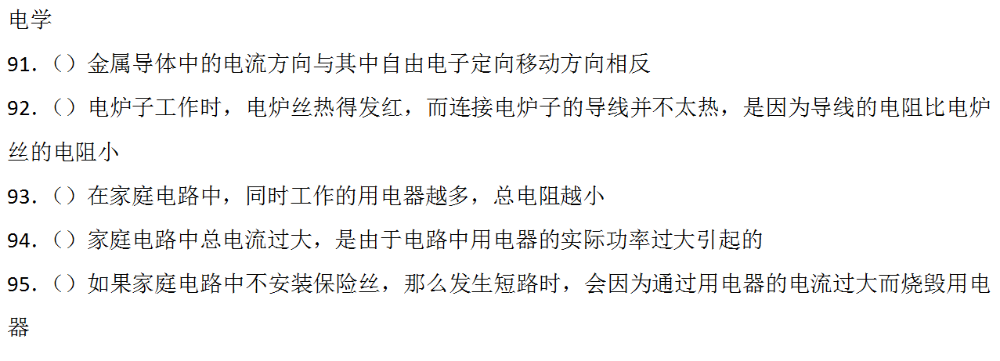 电学
91.（）金属导体中的电流方向与其中自由电子定向移动方向相反
92.（）电炉子工作时，电炉丝热得发红，而连接电炉子的导线并不太热，是因为导线的电阻比电炉
丝的电阻小
93.（）在家庭电路中，同时工作的用电器越多，总电阻越小
94.（）家庭电路中总电流过大，是由于电路中用电器的实际功率过大引起的
95.（）如果家庭电路中不安装保险丝，那么发生短路时，会因为通过用电器的电流过大而烧毁用电
器